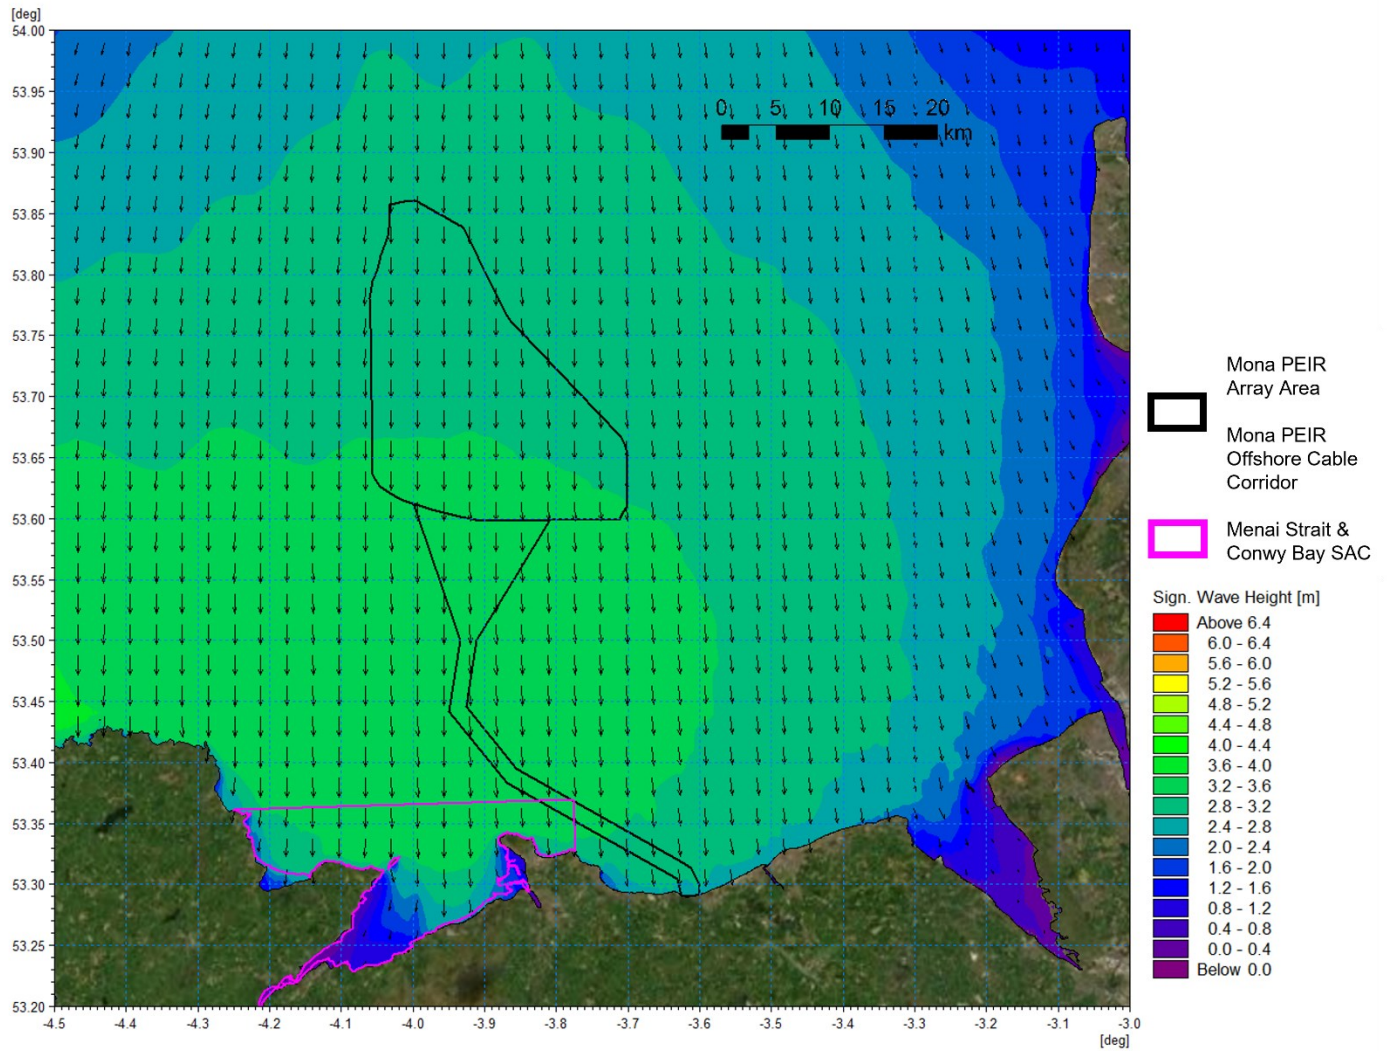 [deg]
54.00
53.95
53.90
53.85
53.80
53.75
53.70
53.65
53.60
53.55
53.50
53.45
53.40
53.35
53.30
53.25
53.20
0 5 10 15 20
km
-4.5 -4.4 -4.3 -4.2 -4.1 -4.0 -3.9 -3.8 -3.7 -3.6 -3.5 -3.4 -3.3 -3.2 -3.1 -3.0
[deg]
Mona PEIR
Array Area
Mona PEIR
Offshore Cable
Corridor
Menai Strait &
Conwy Bay SAC
Sign. Wave Height [m]
Above 6.4
6.0 - 6.4
5.6 - 6.0
5.2 - 5.6
4.8 - 5.2
4.4 - 4.8
4.0 - 4.4
3.6 - 4.0
3.2 - 3.6
2.8 - 3.2
2.4 - 2.8
2.0 - 2.4
1.6 - 2.0
1.2 - 1.6
0.8 - 1.2
0.4 - 0.8
0.0 - 0.4
Below 0.0